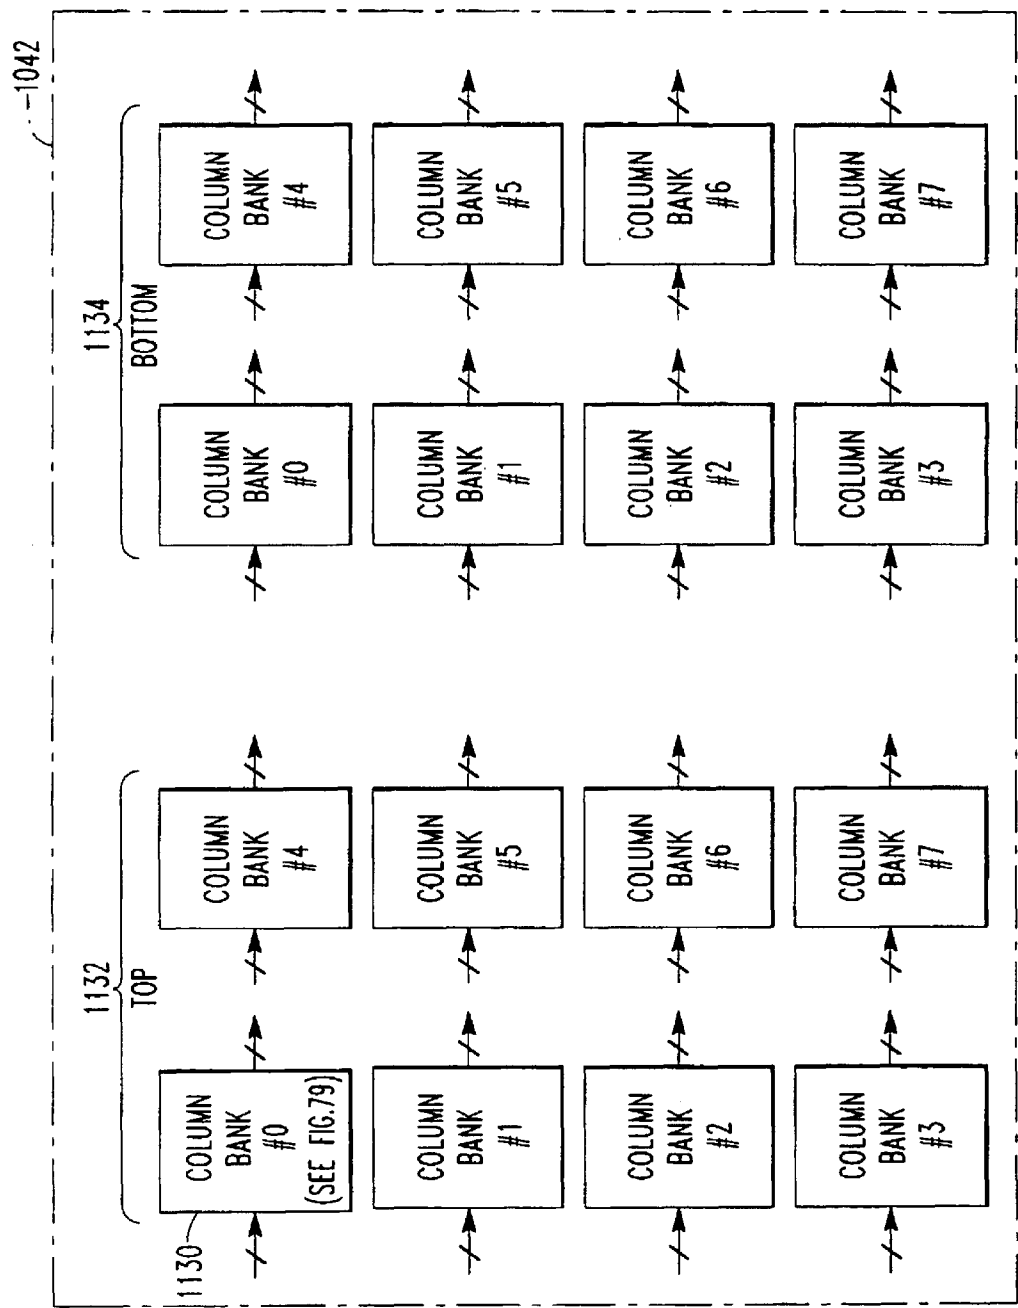 1042
1132
TOP
1134
BOTTOM
1130
COLUMN
BANK
#0
(SEE FIG.79)
COLUMN
BANK
#4
COLUMN
BANK
#0
COLUMN
BANK
#4
COLUMN
BANK
#1
COLUMN
BANK
#5
COLUMN
BANK
#1
COLUMN
BANK
#5
COLUMN
BANK
#2
COLUMN
BANK
#6
COLUMN
BANK
#2
COLUMN
BANK
#6
COLUMN
BANK
#3
COLUMN
BANK
#7
COLUMN
BANK
#3
COLUMN
BANK
#7